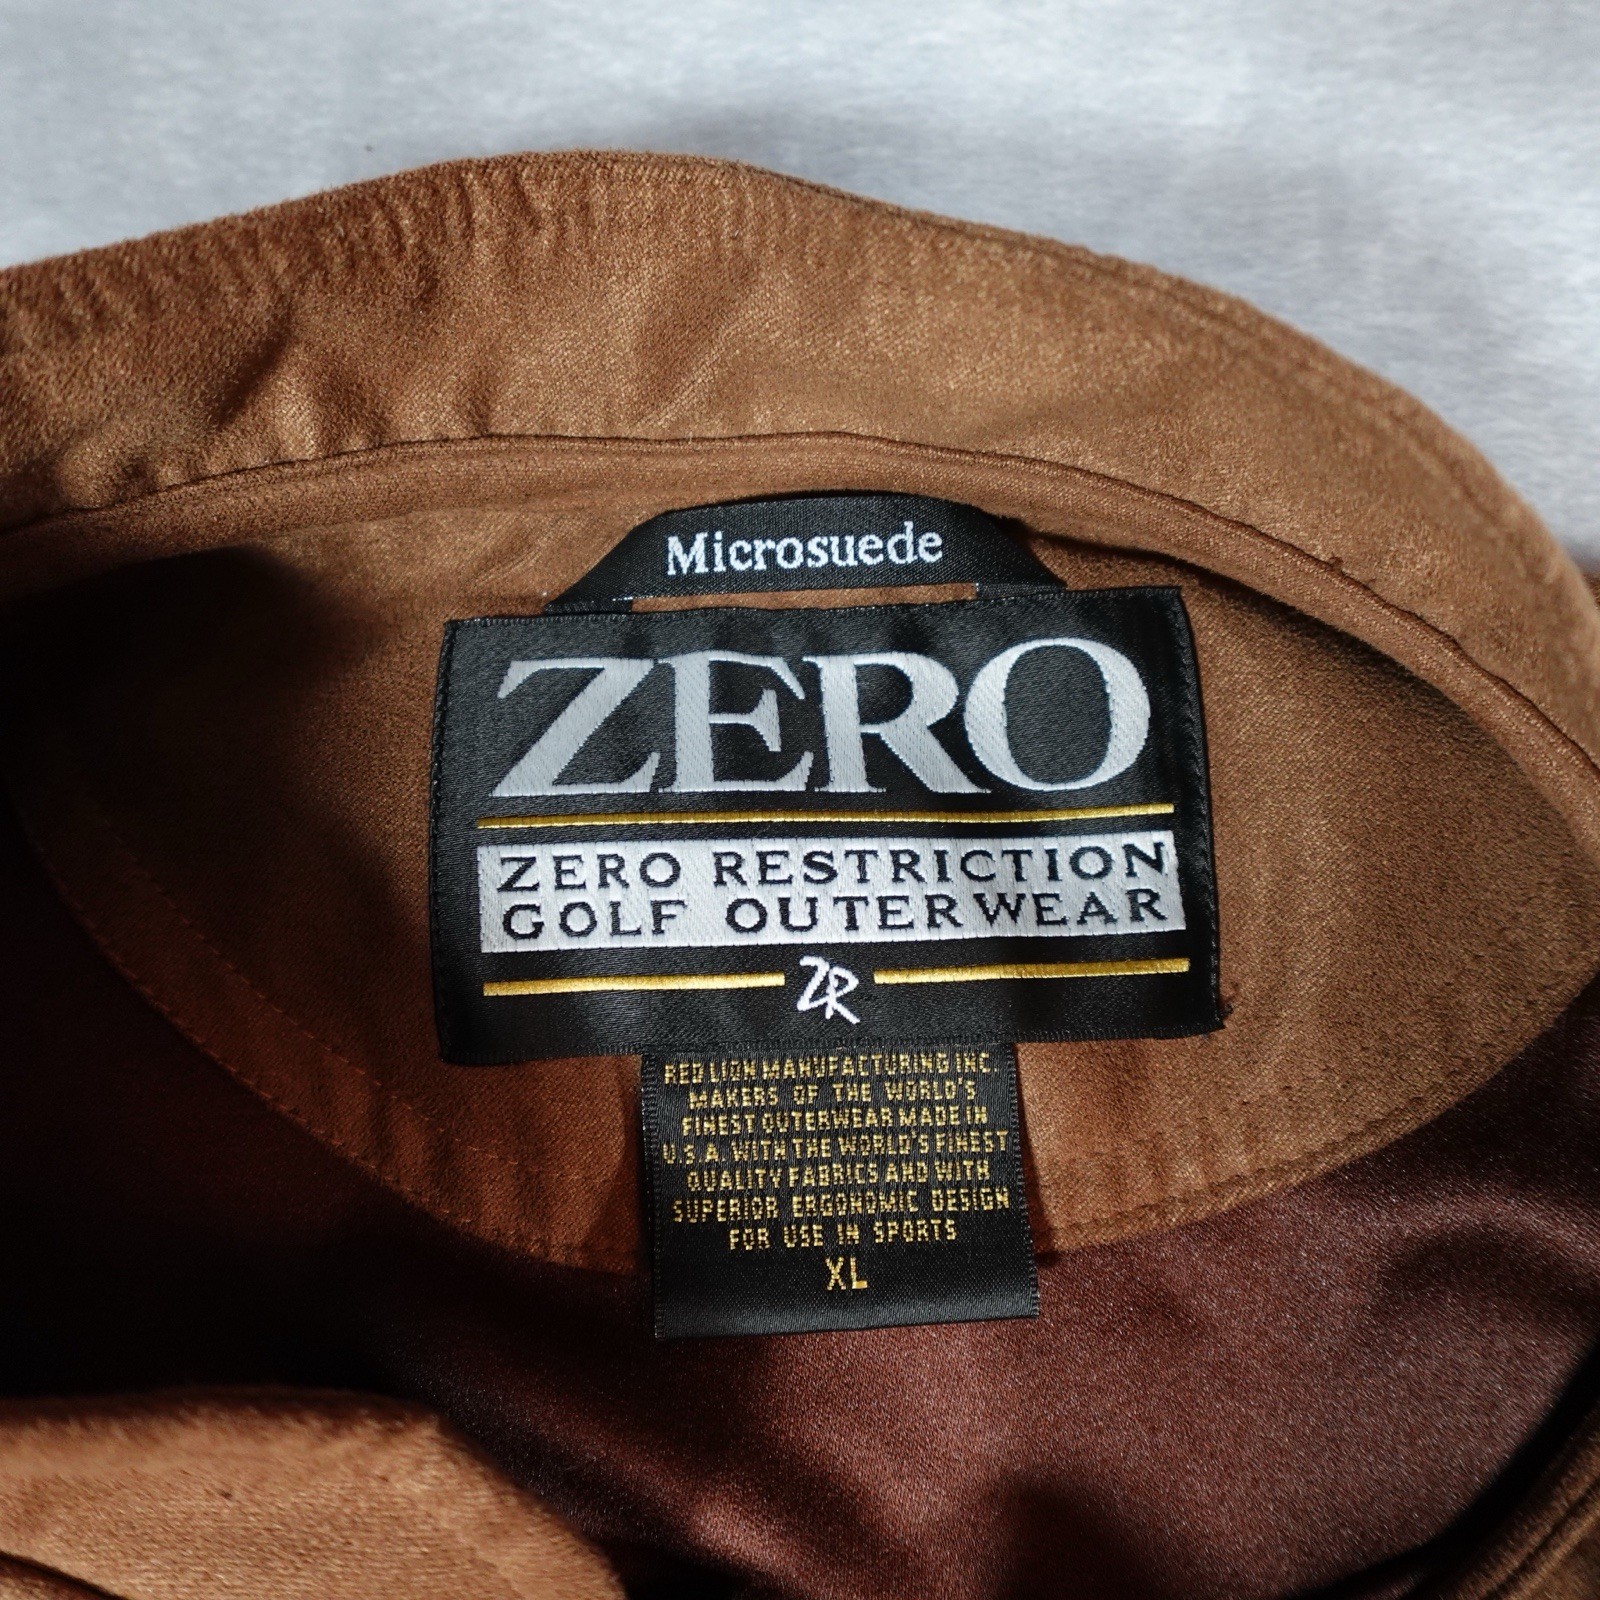 Microsuede
ZERO
ZERO RESTRICTION
GOLF OUTERWEAR
ZR
RED LION MANUFACTURING INC.
MAKERS OF THE WORLD'S
FINEST OUTERWEAR MADE IN
U.S.A. WITH THE WORLD'S FINEST
QUALITY FABRICS AND WITH
SUPERIOR ERGONOMIC DESIGN
FOR USE IN SPORTS
XL